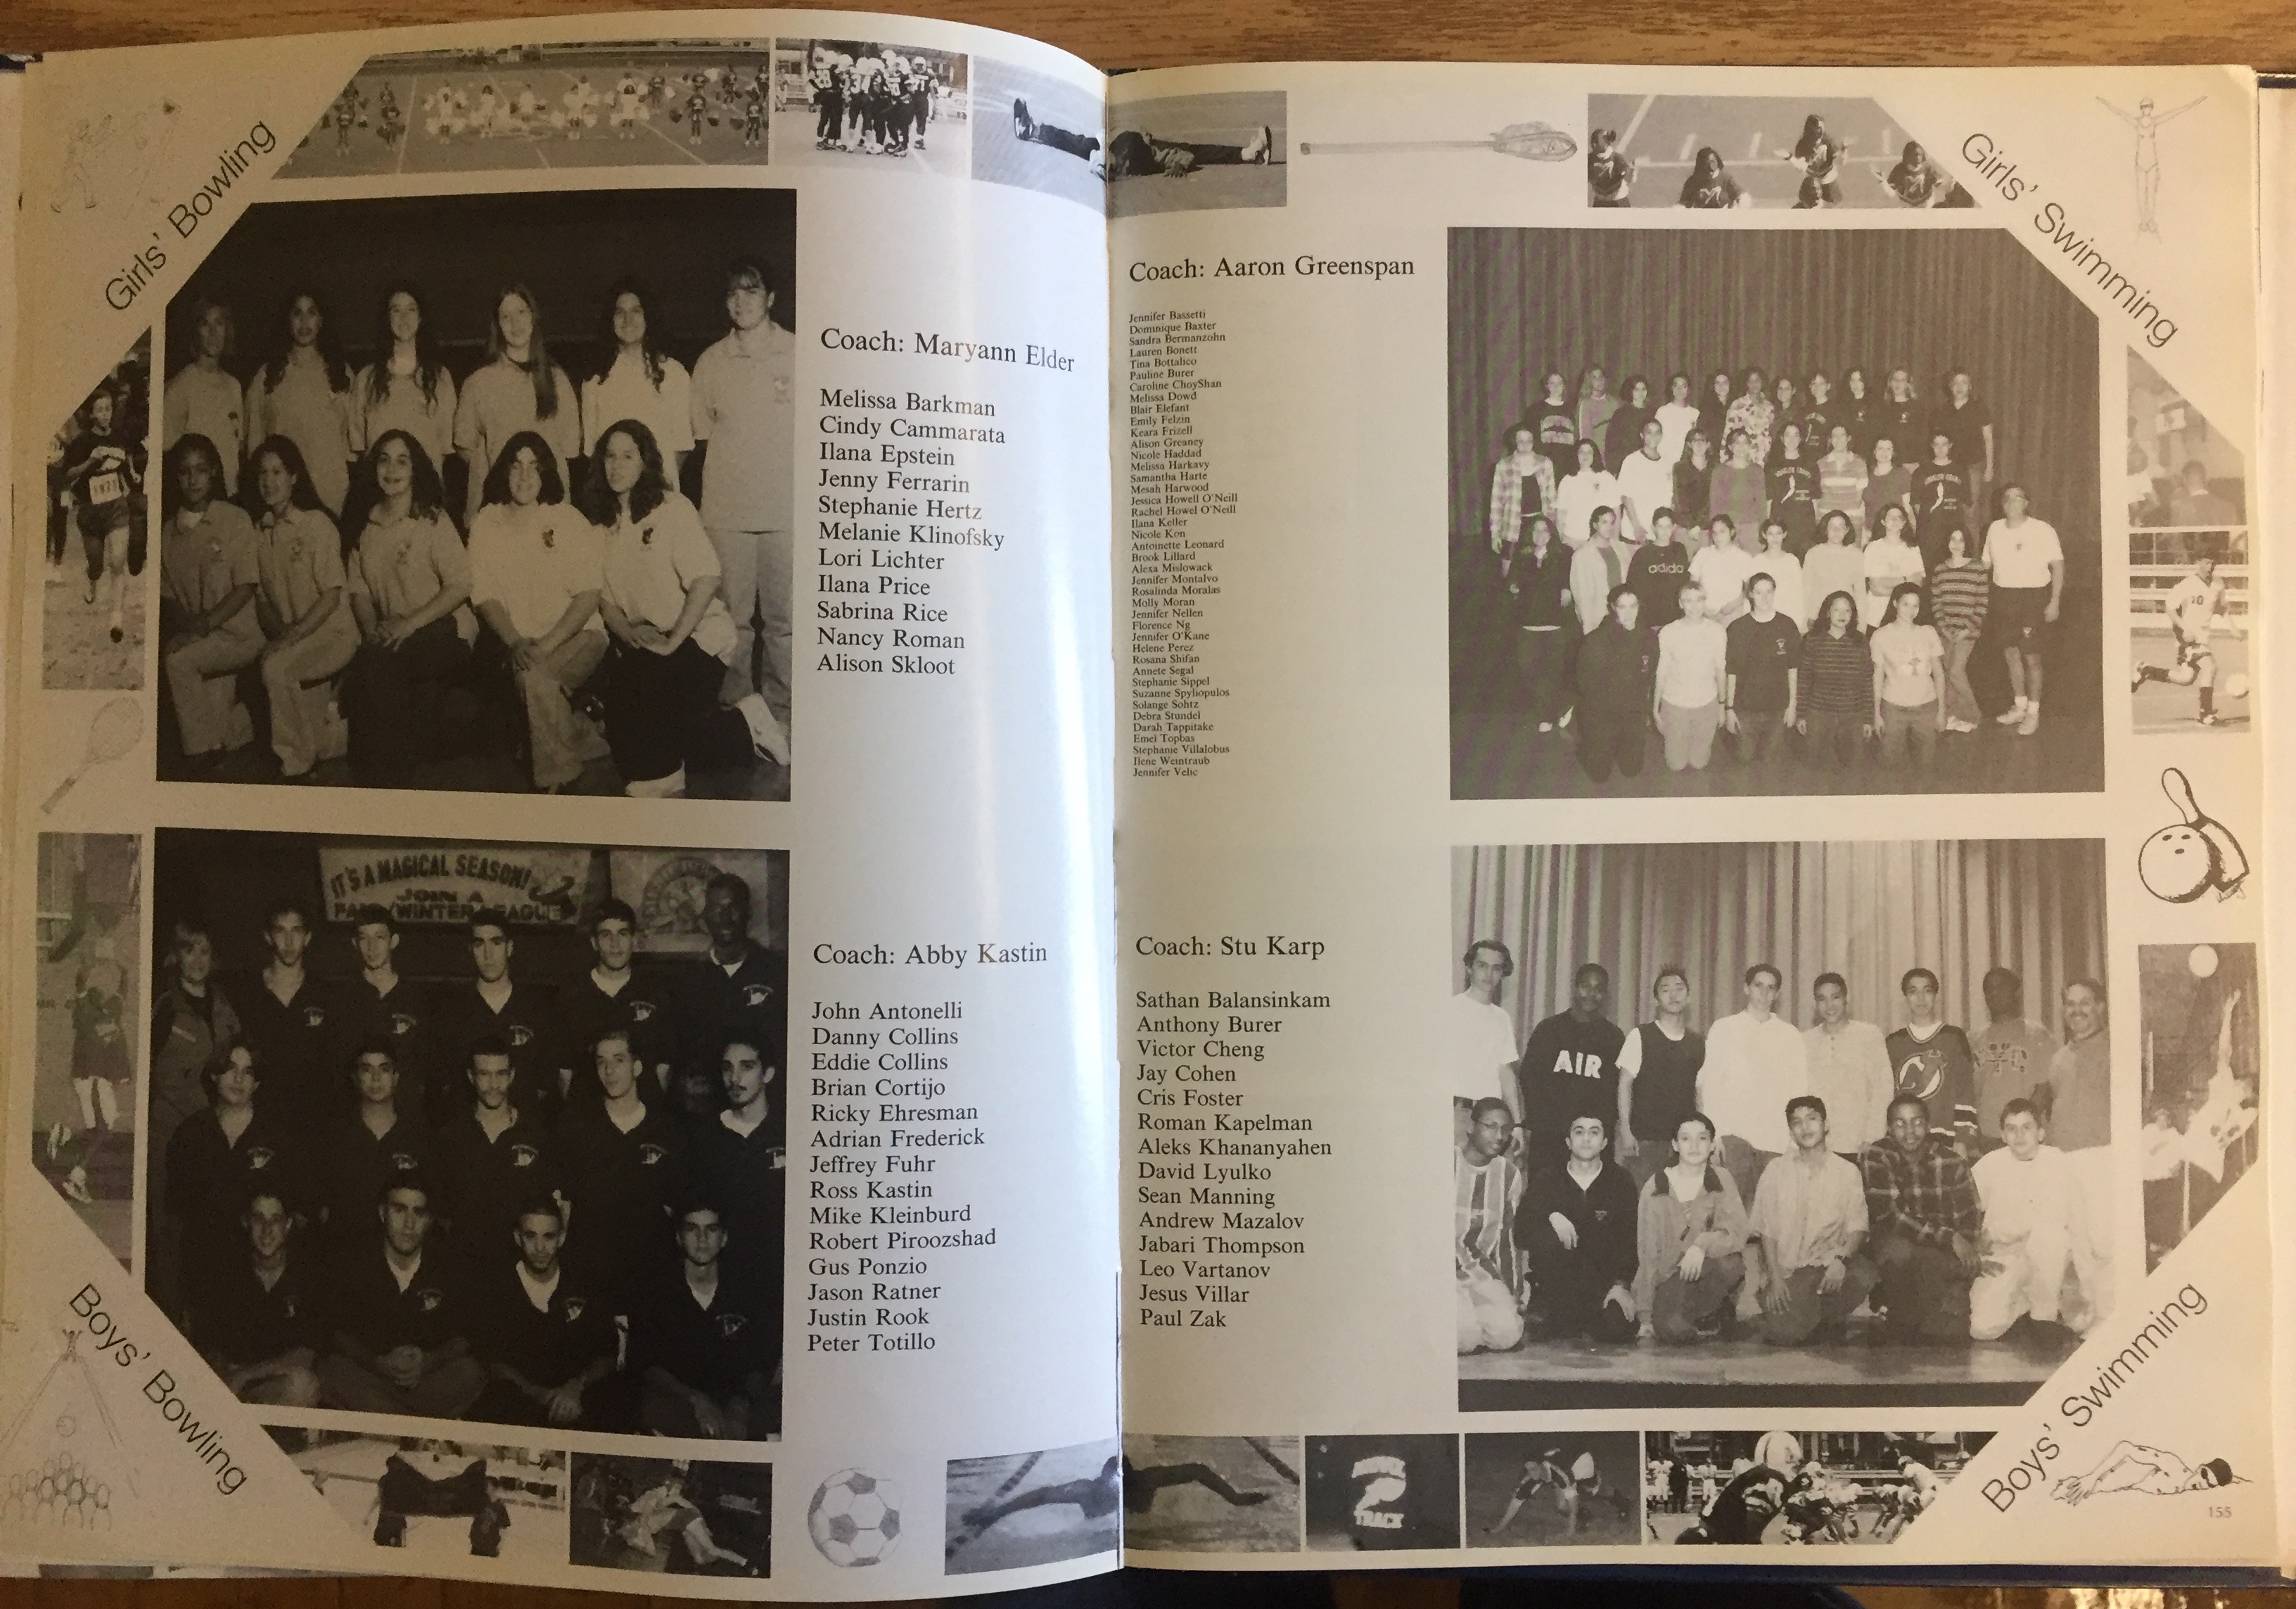 Girls' Bowling
Coach: Maryann Elder
Melissa Barkman
Cindy Cammarata
Ilana Epstein
Jenny Ferrarin
Stephanie Hertz
Melanie Klinofsky
Lori Lichter
Ilana Price
Sabrina Rice
Nancy Roman
Alison Skloot
IT'S A MAGICAL SEASON!
JOIN A
FALL/WINTER LEAGUE
Boys' Bowling
Coach: Abby Kastin
John Antonelli
Danny Collins
Eddie Collins
Brian Cortijo
Ricky Ehresman
Adrian Frederick
Jeffrey Fuhr
Ross Kastin
Mike Kleinburd
Robert Piroozshad
Gus Ponzio
Jason Ratner
Justin Rook
Peter Totillo
Girls' Swimming
Coach: Aaron Greenspan
Jennifer Bassetti
Dominique Baxter
Sandra Bermanzohn
Lauren Bonett
Tina Bottalico
Pauline Burer
Caroline ChoyShan
Melissa Dowd
Blair Elefant
Emily Felzin
Keara Frizell
Alison Greaney
Nicole Haddad
Melissa Harkavy
Samantha Harte
Mesah Harwood
Jessica Howell O'Neill
Rachel Howel O'Neill
Ilana Keller
Nicole Kon
Antoinette Leonard
Brook Lillard
Alexa Mislowack
Jennifer Montalvo
Rosalinda Moralas
Molly Moran
Jennifer Nellen
Florence Ng
Jennifer O'Kane
Helene Perez
Rosana Shifan
Annete Segal
Stephanie Sippel
Suzanne Spyliopulos
Solange Sohtz
Debra Stundel
Darah Tappitake
Emel Topbas
Stephanie Villalobus
Ilene Weintraub
Jennifer Velic
adidas
Boys' Swimming
Coach: Stu Karp
Sathan Balansinkam
Anthony Burer
Victor Cheng
Jay Cohen
Cris Foster
Roman Kapelman
Aleks Khananyahen
David Lyulko
Sean Manning
Andrew Mazalov
Jabari Thompson
Leo Vartanov
Jesus Villar
Paul Zak
AIR
2
TRACK
155